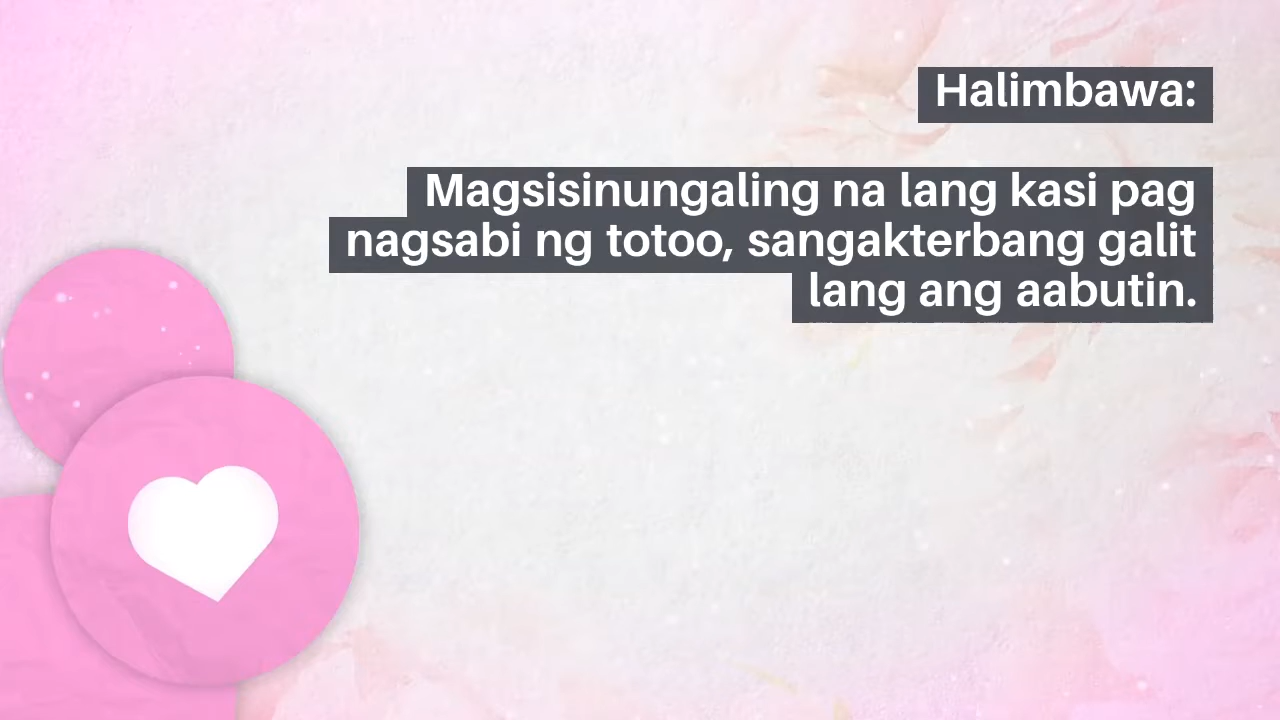 Halimbawa:
Magsisinungaling na lang kasi pag
nagsabi ng totoo, sangakterbang galit
lang ang aabutin.